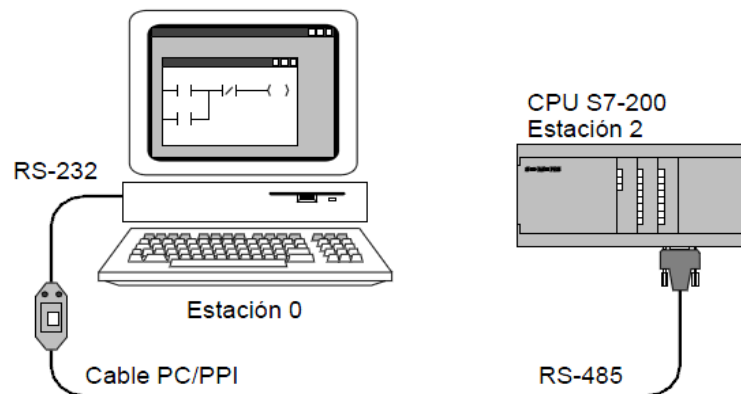 RS-232
Estación 0
Cable PC/PPI
CPU S7-200
Estación 2
RS-485